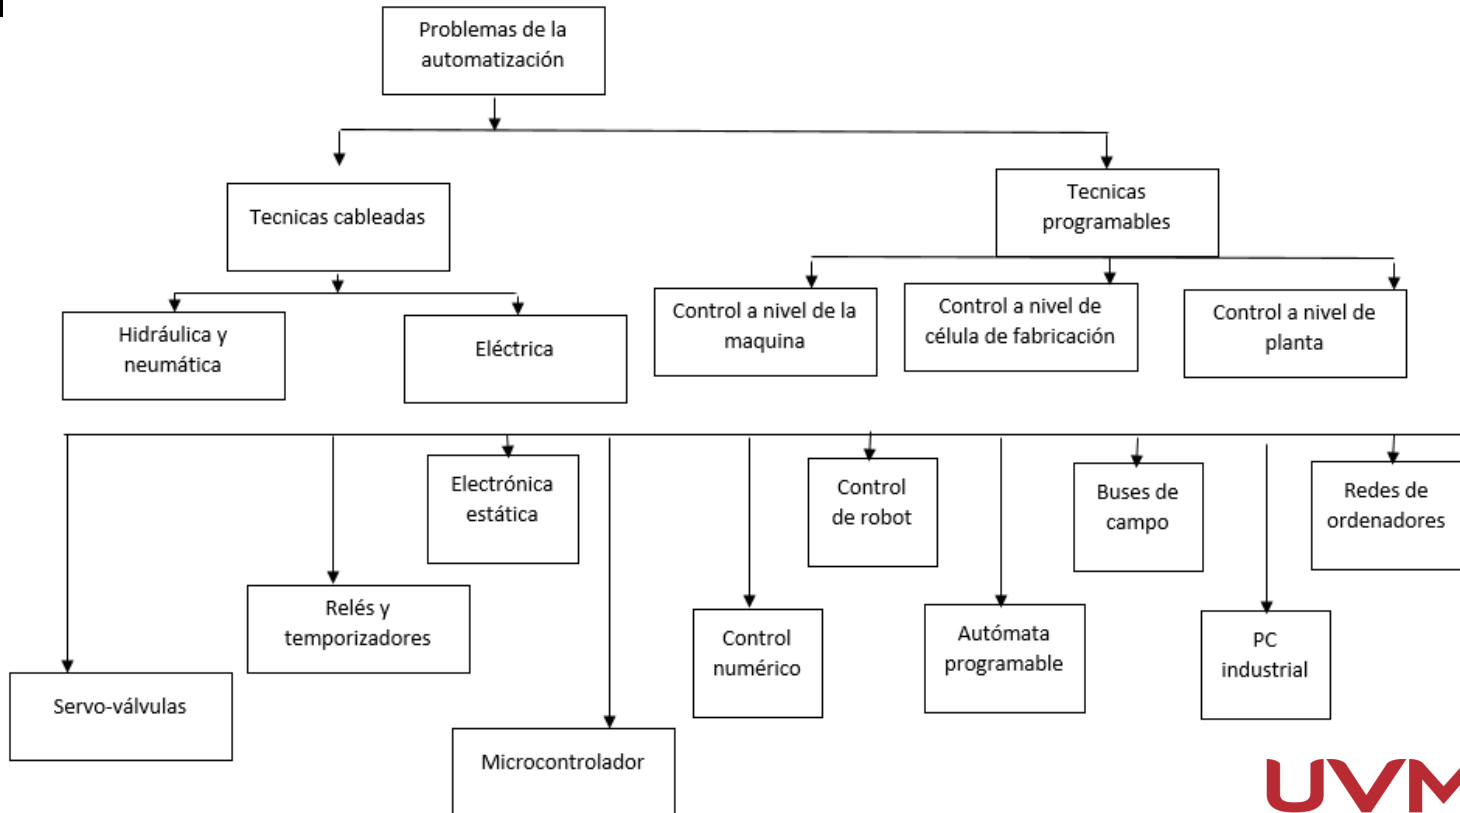 Problemas de la
automatización
Tecnicas cableadas
Tecnicas
programables
Hidráulica y
neumática
Eléctrica
Control a nivel de la
maquina
Control a nivel de
célula de fabricación
Control a nivel de
planta
Electrónica
estática
Control
de robot
Buses de
campo
Redes de
ordenadores
Relés y
temporizadores
Control
numérico
Autómata
programable
PC
industrial
Servo-válvulas
Microcontrolador
UVM